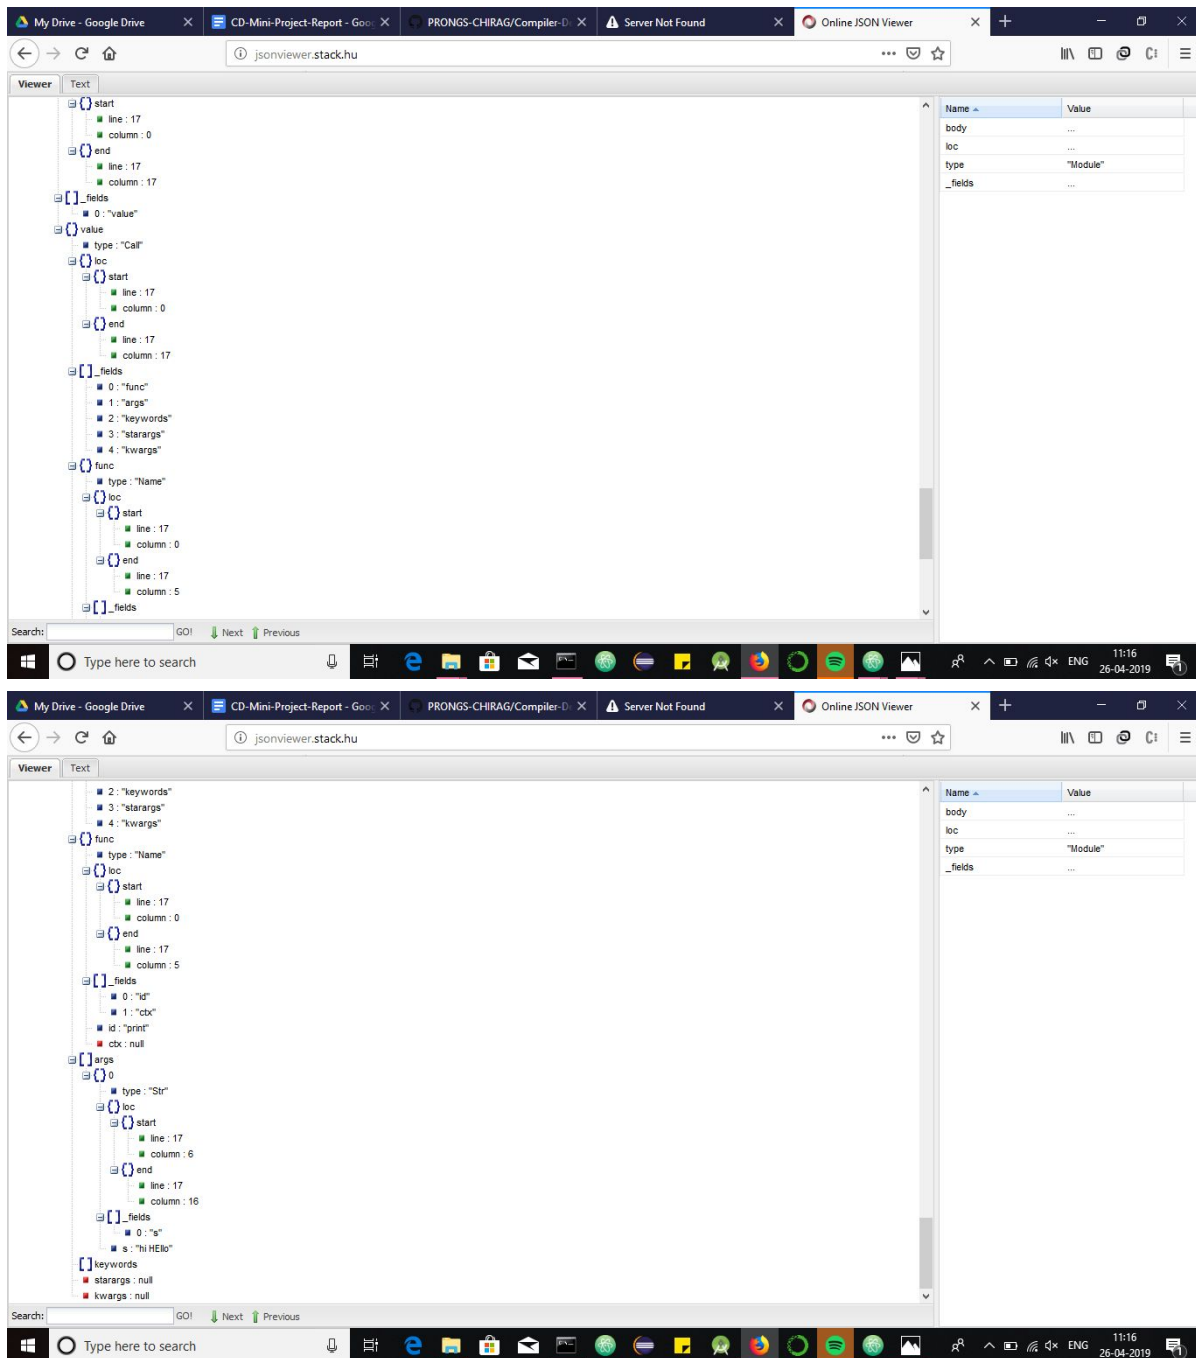 My Drive - Google Drive
CD-Mini-Project-Report - Goo
PRONGS-CHIRAG/Compiler-D
Server Not Found
Online JSON Viewer
jsonviewer.stack.hu
Viewer Text
start
line : 17
column : 0
end
line : 17
column : 17
_fields
0 : "value"
value
type : "Call"
loc
start
line : 17
column : 0
end
line : 17
column : 17
_fields
0 : "func"
1 : "args"
2 : "keywords"
3 : "starargs"
4 : "kwargs"
func
type : "Name"
loc
start
line : 17
column : 0
end
line : 17
column : 5
_fields
Name Value
body ...
loc ...
type "Module"
_fields ...
Search: GO! Next Previous
Type here to search
ENG
11:16
26-04-2019
My Drive - Google Drive
CD-Mini-Project-Report - Goo
PRONGS-CHIRAG/Compiler-D
Server Not Found
Online JSON Viewer
jsonviewer.stack.hu
Viewer Text
2 : "keywords"
3 : "starargs"
4 : "kwargs"
func
type : "Name"
loc
start
line : 17
column : 0
end
line : 17
column : 5
_fields
0 : "id"
1 : "ctx"
id : "print"
ctx : null
args
0
type : "Str"
loc
start
line : 17
column : 6
end
line : 17
column : 16
_fields
0 : "s"
s : "hi HEllo"
keywords
starargs : null
kwargs : null
Name Value
body ...
loc ...
type "Module"
_fields ...
Search: GO! Next Previous
Type here to search
ENG
11:16
26-04-2019